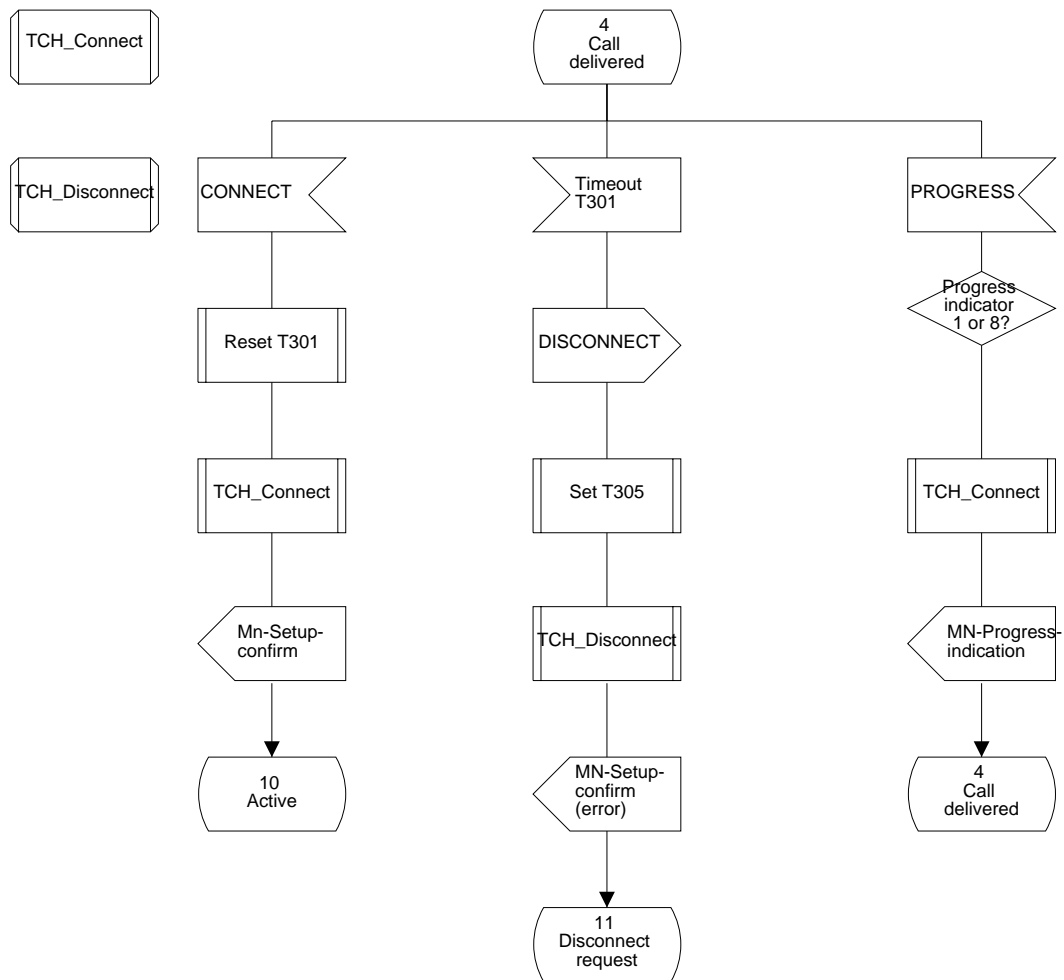 TCH_Connect
4
Call
delivered
TCH_Disconnect
CONNECT
Timeout
T301
PROGRESS
Progress
indicator
1 or 8?
Reset T301
DISCONNECT
TCH_Connect
Set T305
TCH_Connect
Mn-Setup-
confirm
TCH_Disconnect
MN-Progress-
indication
10
Active
MN-Setup-
confirm
(error)
4
Call
delivered
11
Disconnect
request